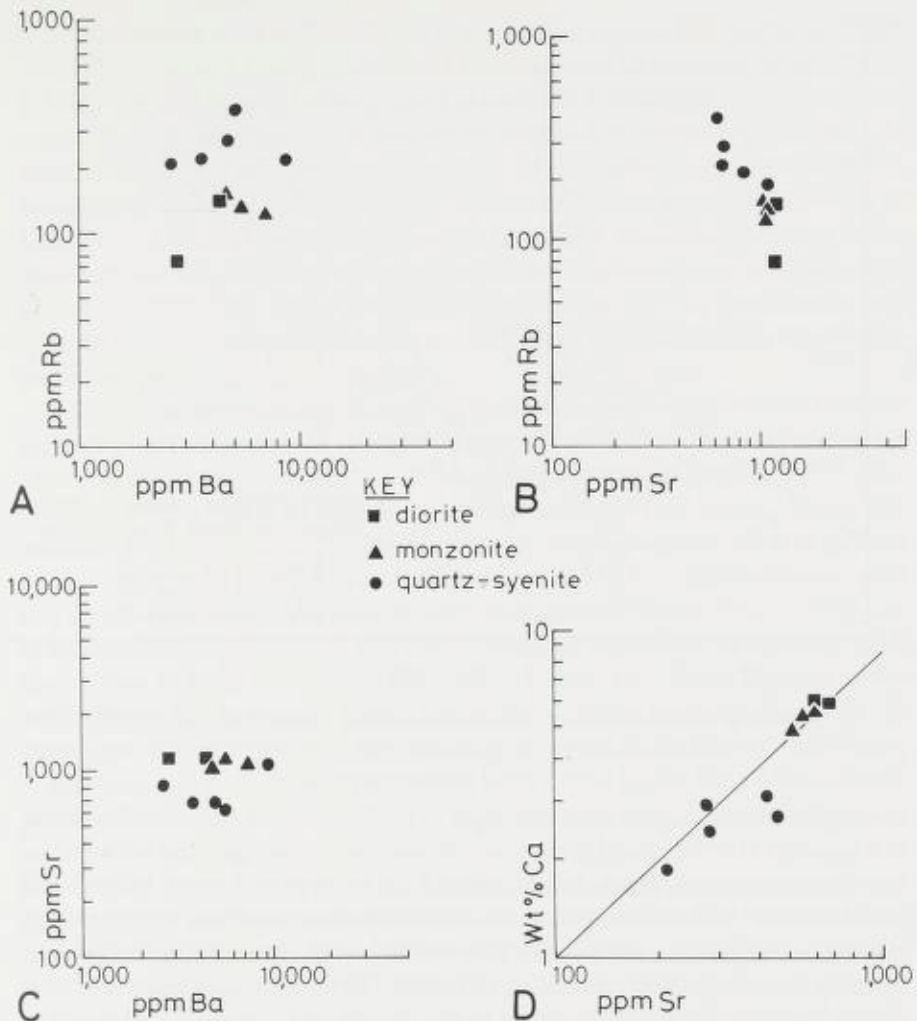 1,000
100
10
ppm Rb
1,000
10,000
ppm Ba
A
1,000
100
10
ppm Rb
100
1,000
ppm Sr
B
KEY
diorite
monzonite
quartz-syenite
10,000
1,000
100
ppm Sr
1,000
10,000
ppm Ba
C
10
1
Wt% Ca
100
1,000
ppm Sr
D